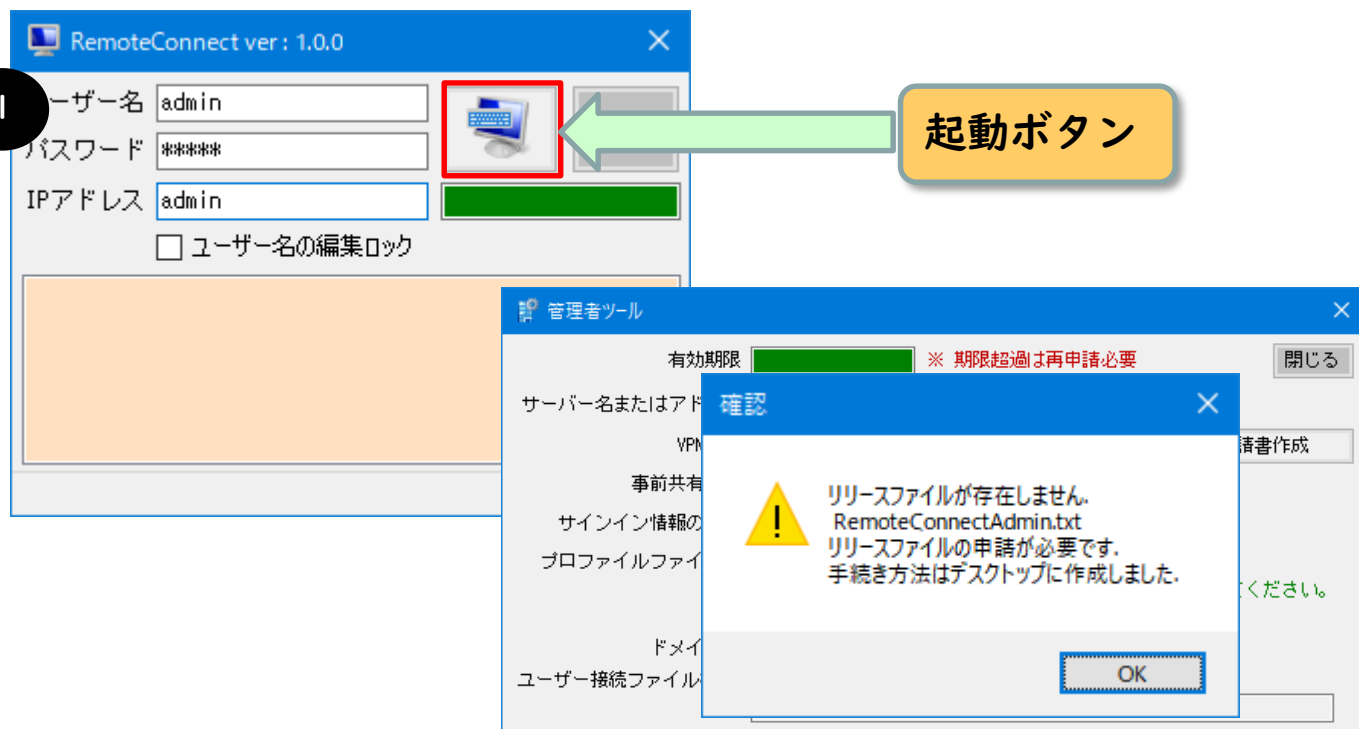 RemoteConnect ver : 1.0.0
1
ーザー名 admin
パスワード *****
IPアドレス admin
ユーザー名の編集ロック
起動ボタン
管理者ツール
有効期限 ※ 期限超過は再申請必要 閉じる
サーバー名またはアド
VPN
請書作成
事前共有
サインイン情報の
プロファイルファイ
ください。
ドメイ
ユーザー接続ファイル
確認
リリースファイルが存在しません.
RemoteConnectAdmin.txt
リリースファイルの申請が必要です.
手続き方法はデスクトップに作成しました.
OK